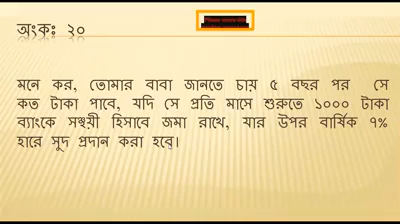 অংকঃ ২০
মনে কর, তোমার বাবা জানতে চায় ৫ বছর পর সে
কত টাকা পাবে, যদি সে প্রতি মাসে শুরুতে ১০০০ টাকা
ব্যাংকে সঞ্চয়ী হিসাবে জমা রাখে, যার উপর বার্ষিক ৭%
হারে সুদ প্রদান করা হবে।